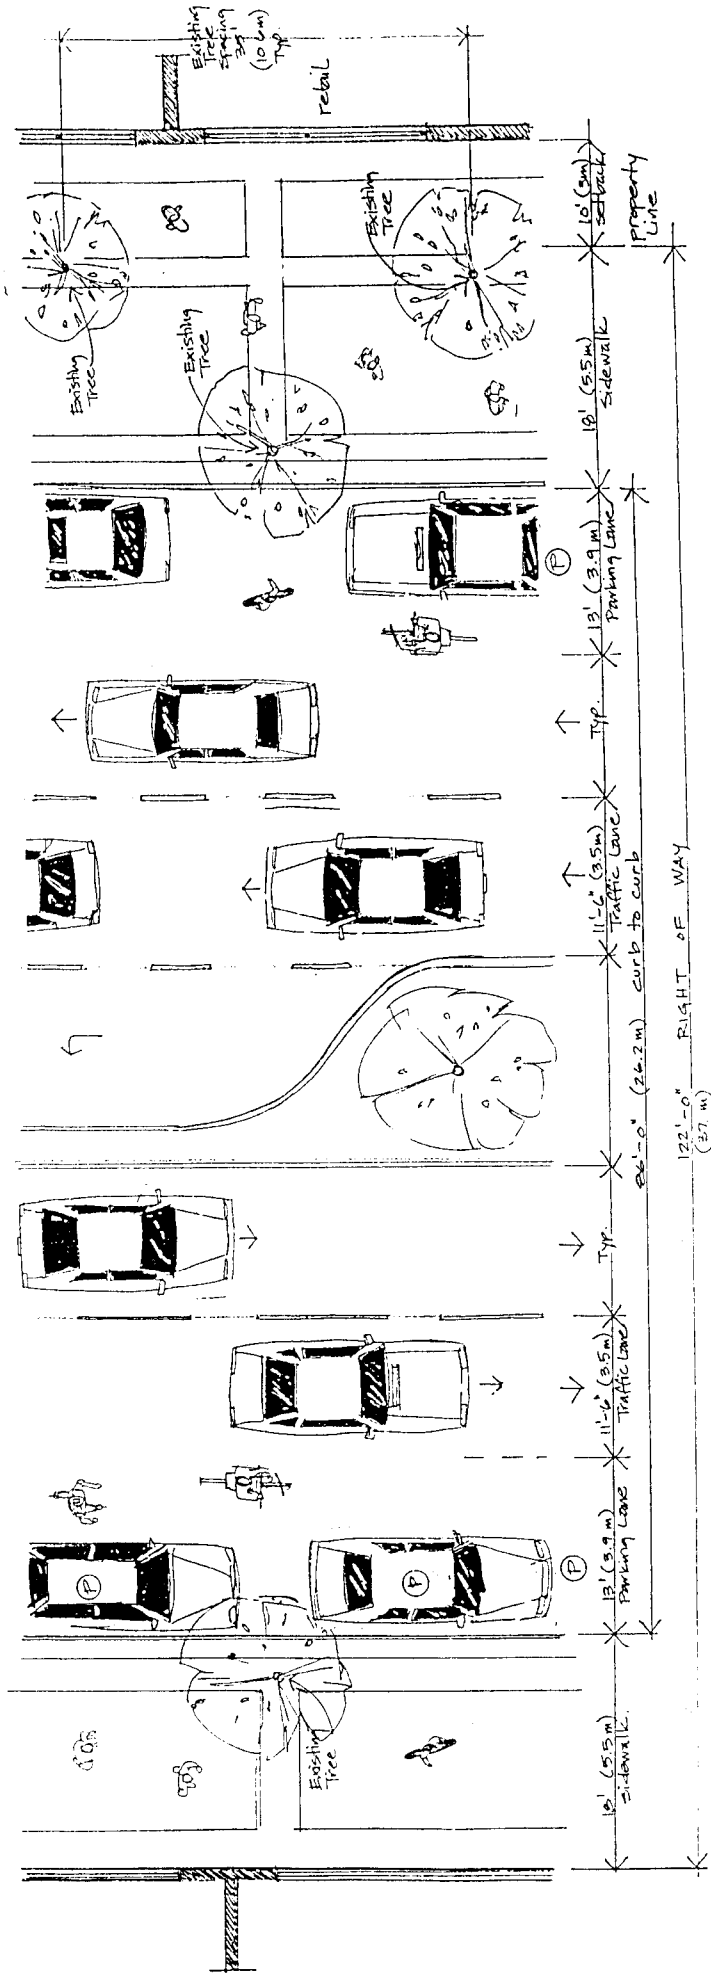 Existing
Tree
Spacing
35'
(10.6m)
Typ.
retail
Existing
Tree
Existing
Tree
Existing
Tree
10' (3m)
setback
Property
Line
18' (5.5m)
Sidewalk
13' (3.9m)
Parking Lane
P
Typ.
11'-6" (3.5m)
Traffic Lane
86'-0" (26.2m) curb to curb
122'-0" RIGHT OF WAY
(37. m)
Typ.
11'-6" (3.5m)
Traffic Lane
13' (3.9m)
Parking Lane
P
P
P
18' (5.5m)
sidewalk.
Existing
Tree